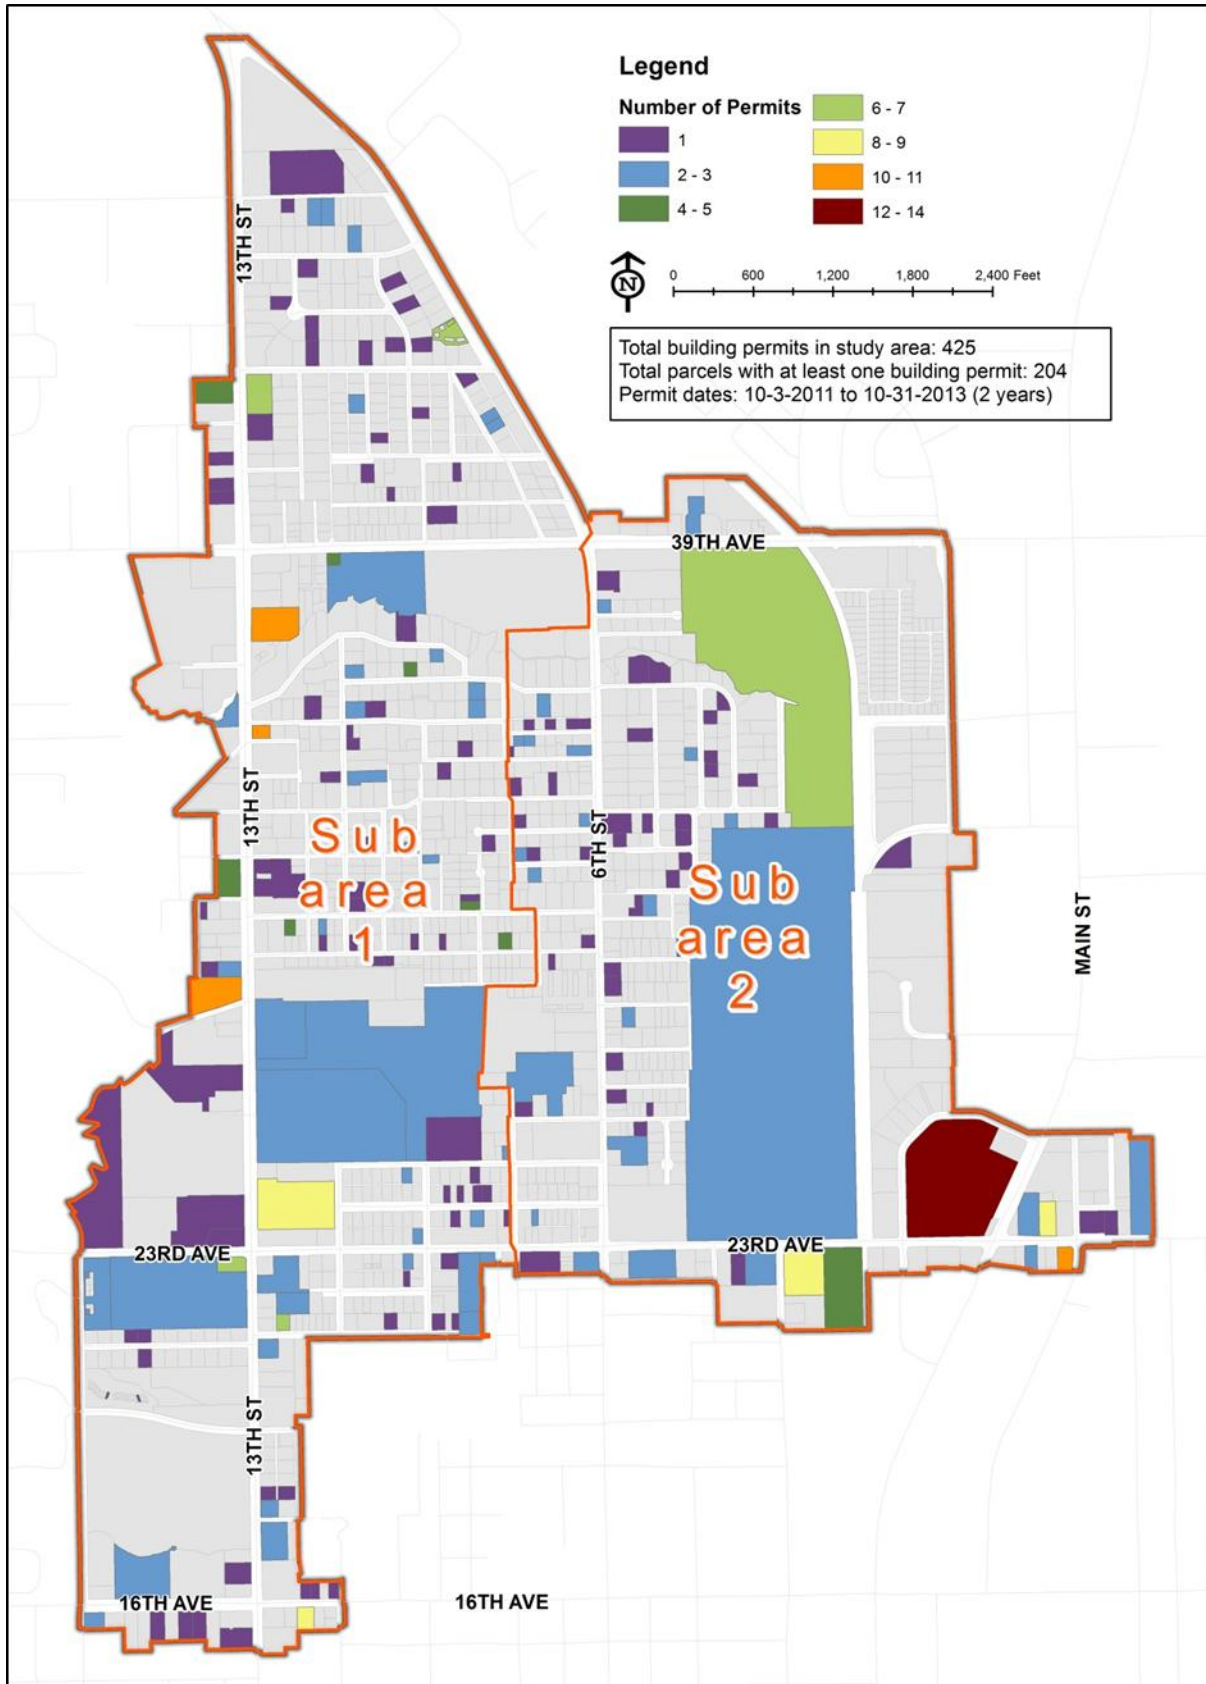 Legend
Number of Permits
1
2 - 3
4 - 5
6 - 7
8 - 9
10 - 11
12 - 14
N
0 600 1,200 1,800 2,400 Feet
Total building permits in study area: 425
Total parcels with at least one building permit: 204
Permit dates: 10-3-2011 to 10-31-2013 (2 years)
13TH ST
39TH AVE
13TH ST
6TH ST
Sub
area
1
Sub
area
2
MAIN ST
23RD AVE
23RD AVE
13TH ST
16TH AVE
16TH AVE